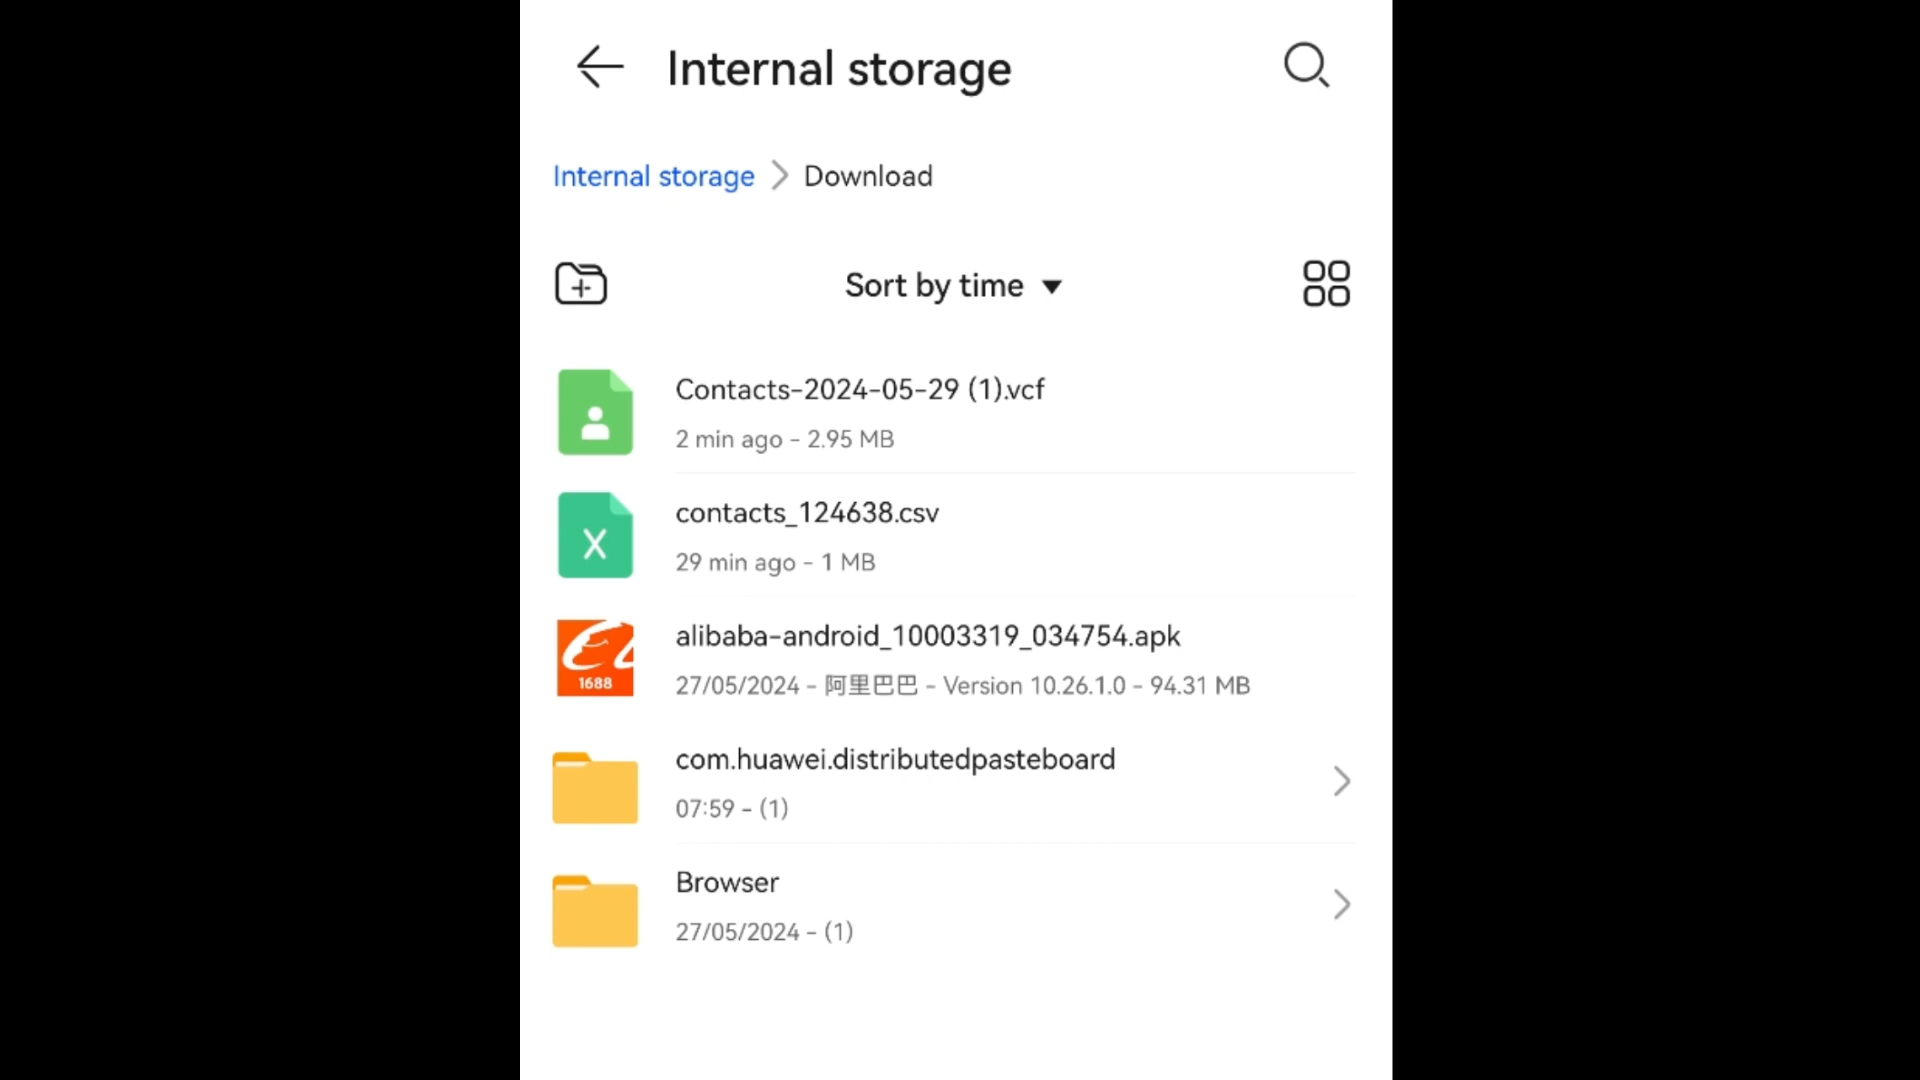 Internal storage
Internal storage > Download
Sort by time
Contacts-2024-05-29 (1).vcf
2 min ago - 2.95 MB
X
contacts_124638.csv
29 min ago - 1 MB
1688
alibaba-android_10003319_034754.apk
27/05/2024 - 阿里巴巴 - Version 10.26.1.0 - 94.31 MB
com.huawei.distributedpasteboard
07:59 - (1)
Browser
27/05/2024 - (1)